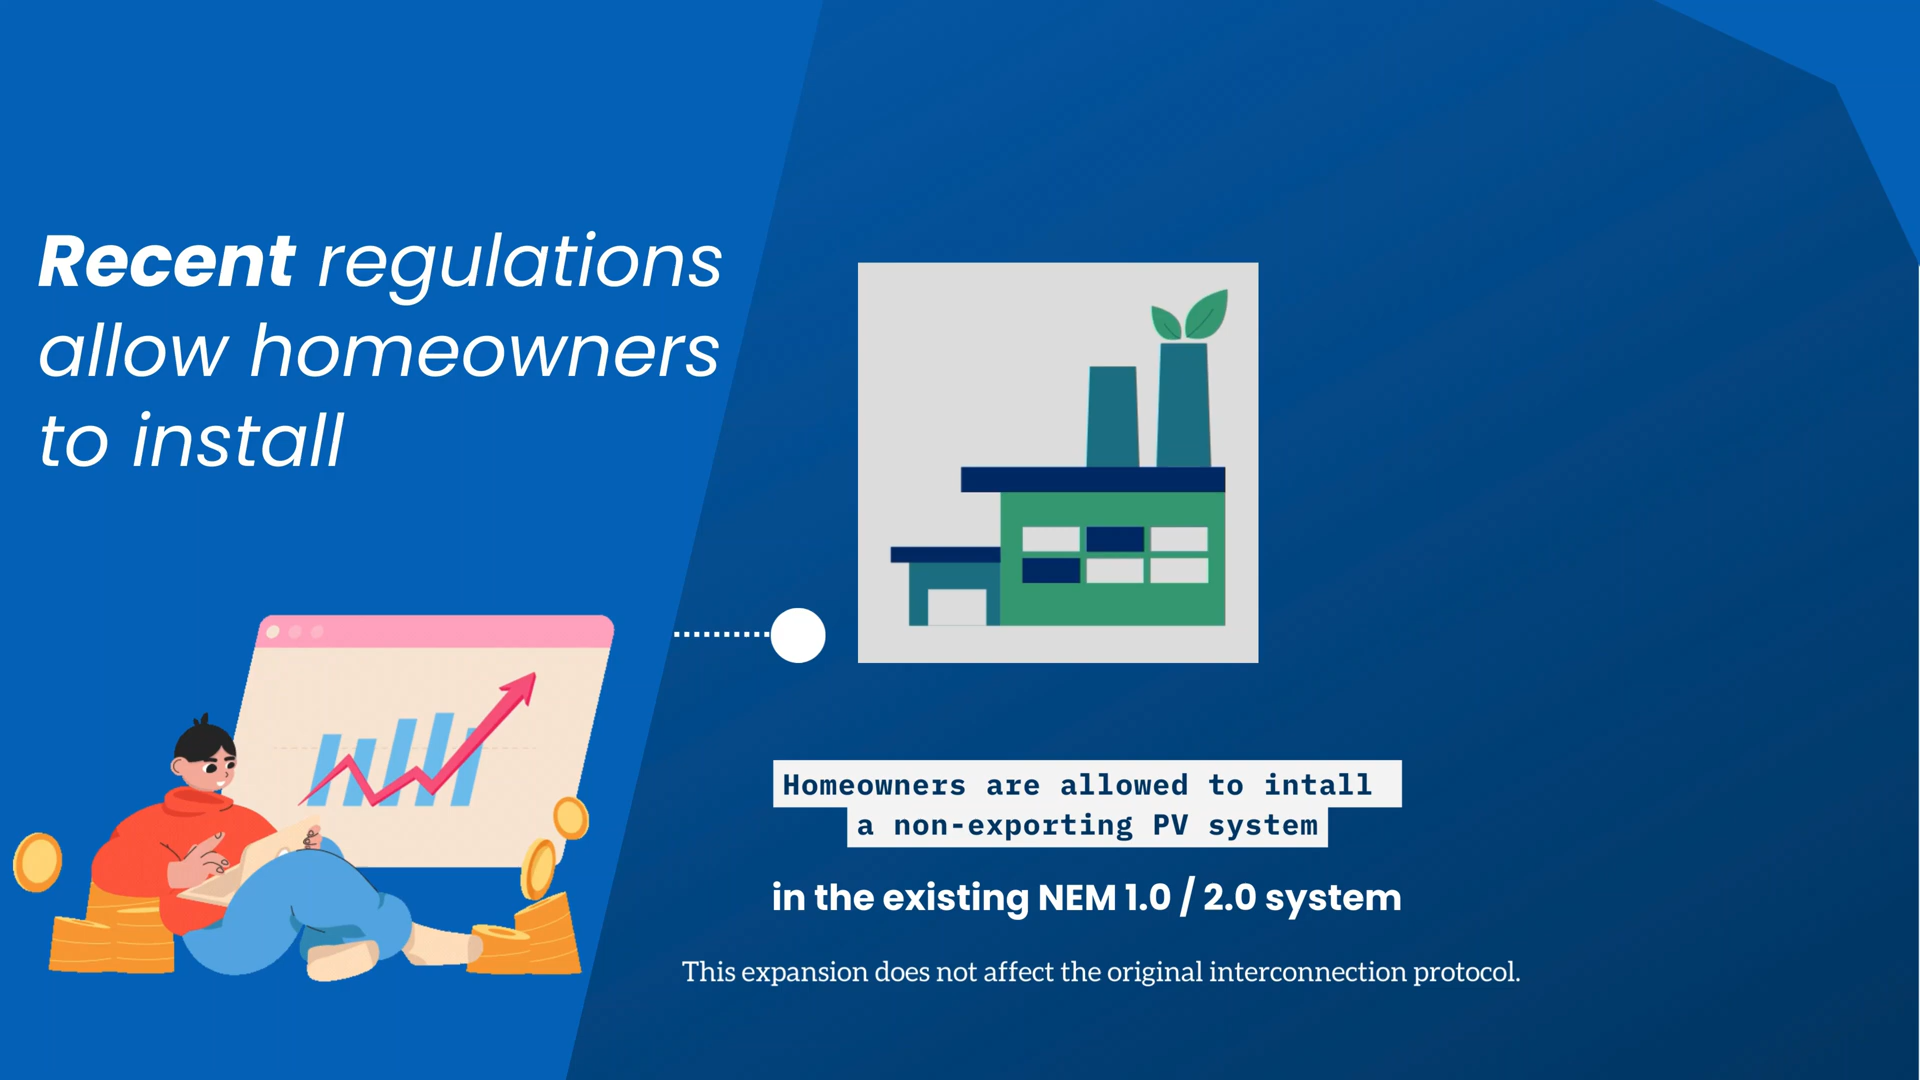 Recent regulations
allow homeowners
to install
Homeowners are allowed to intall
a non-exporting PV system
in the existing NEM 1.0 / 2.0 system
This expansion does not affect the original interconnection protocol.